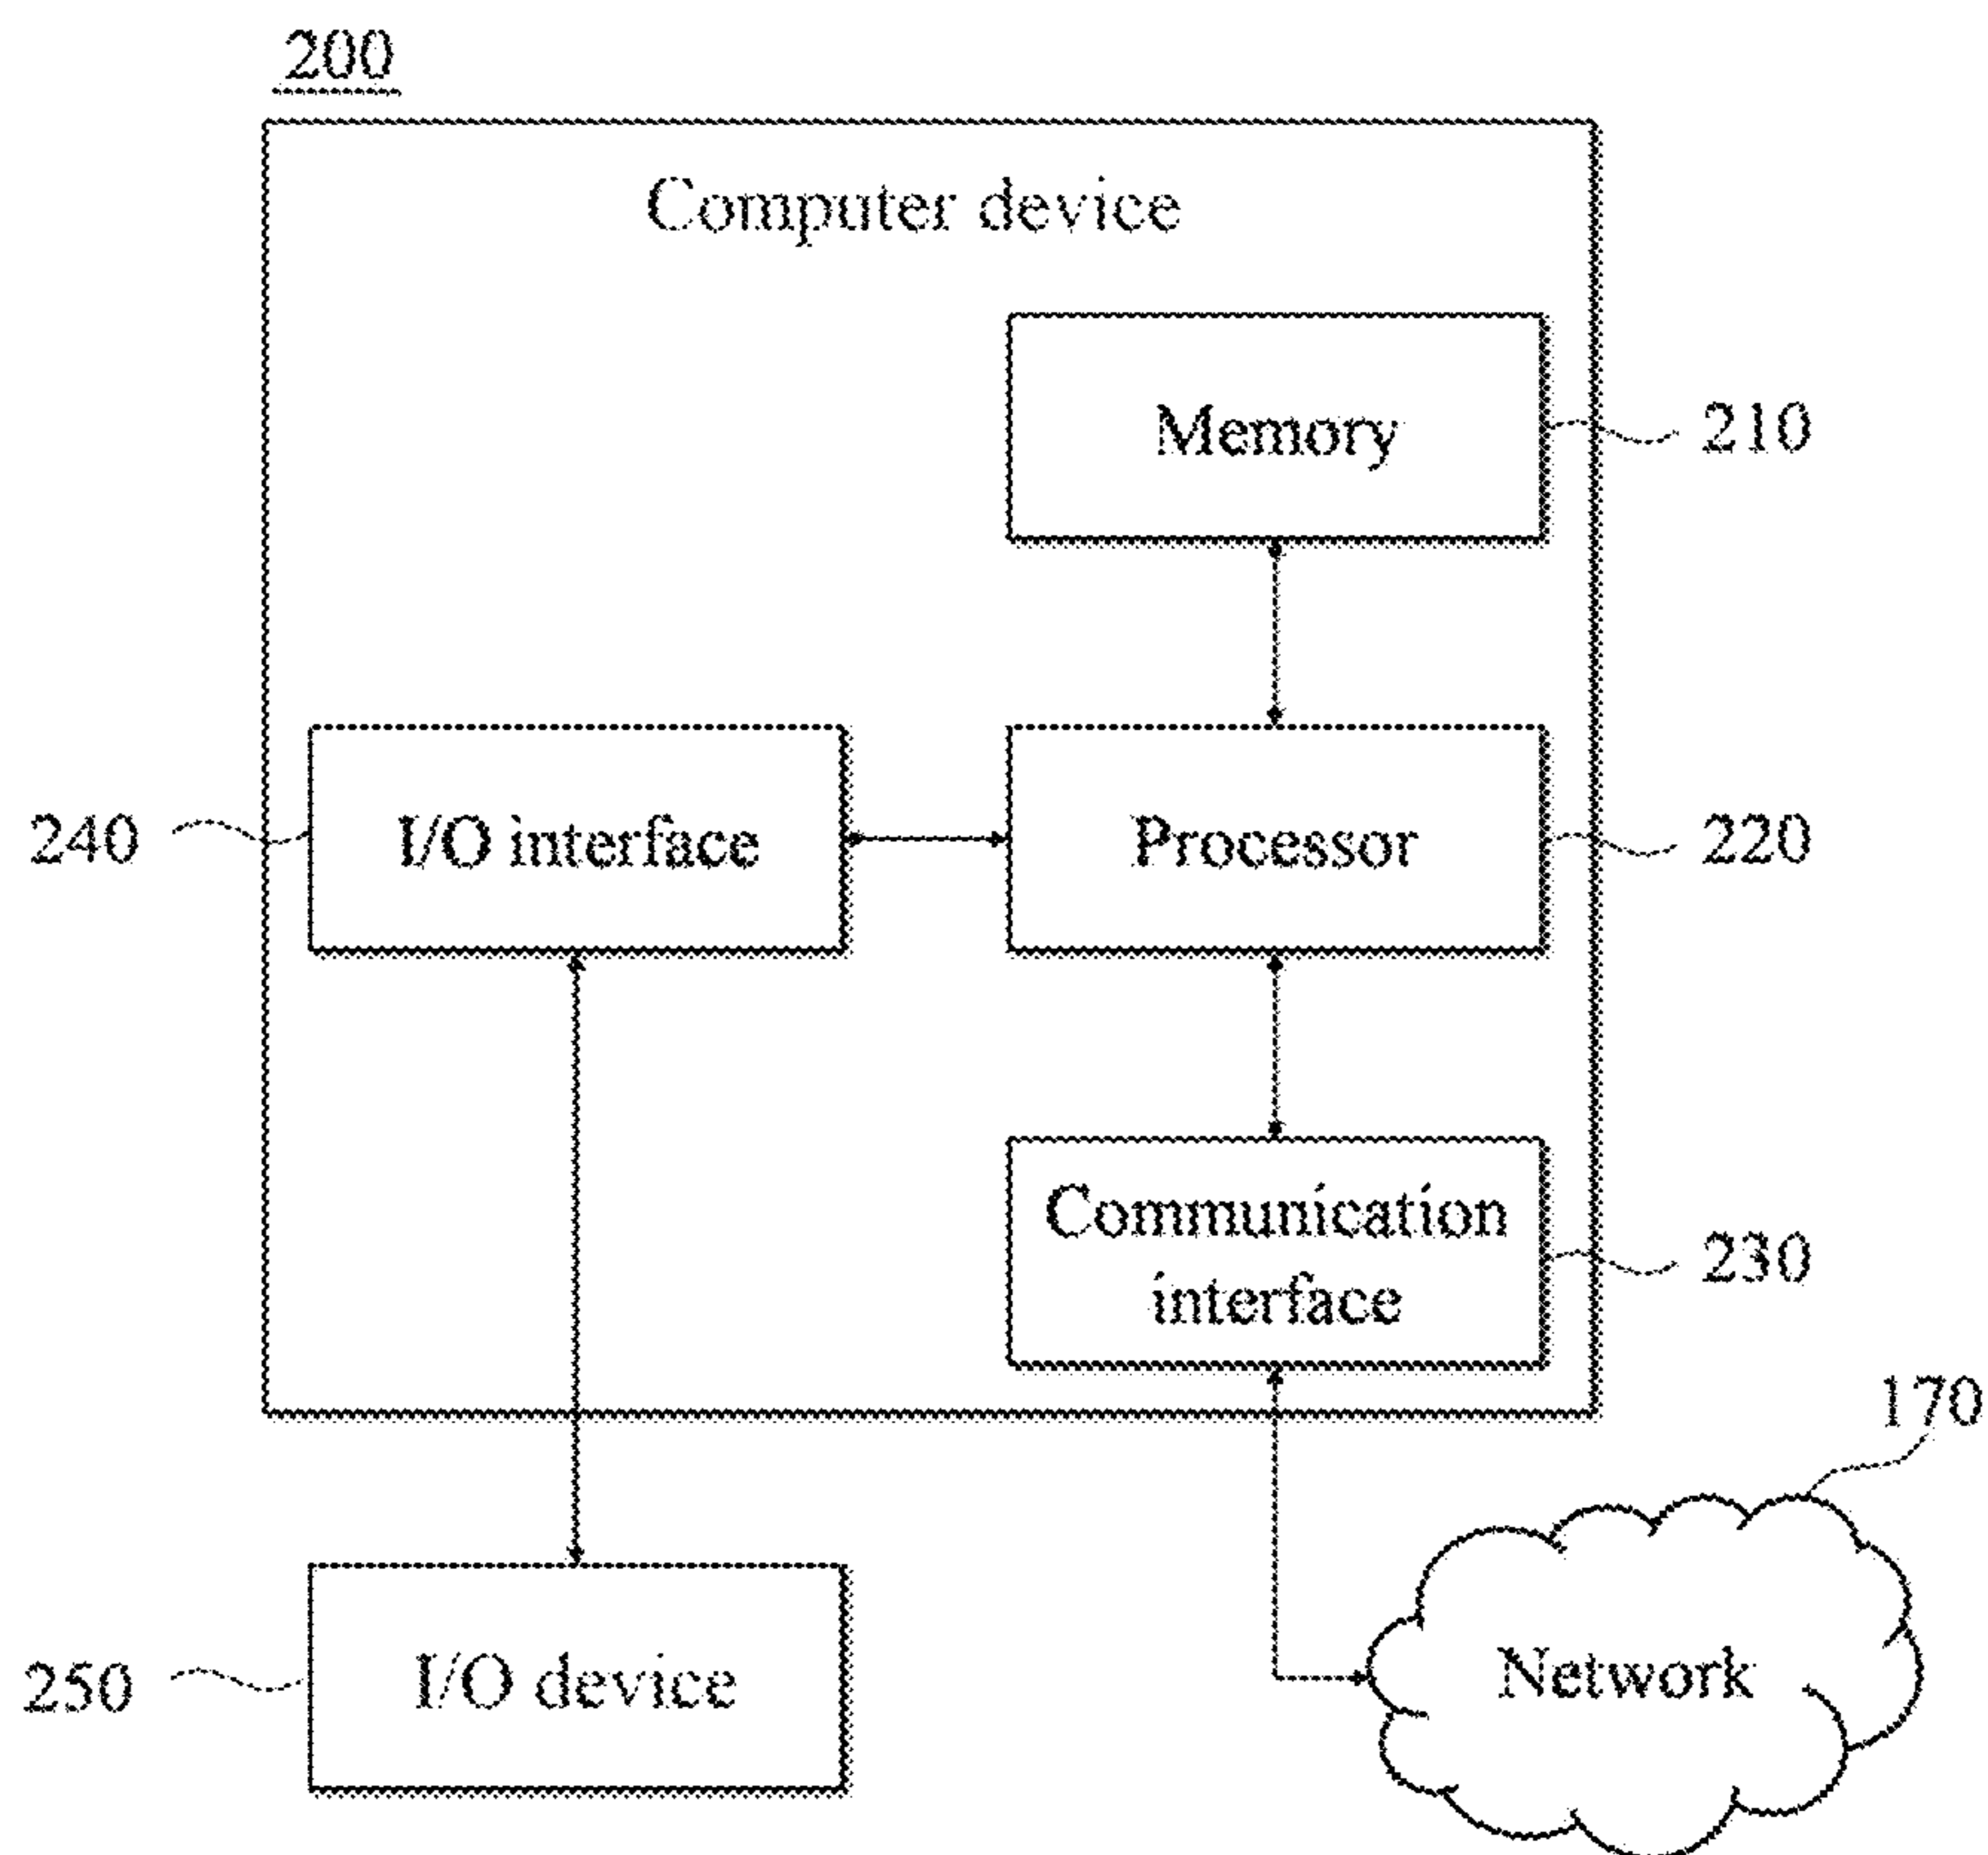 200
Computer device
Memory
210
240
I/O interface
Processor
220
Communication
interface
230
170
250
I/O device
Network